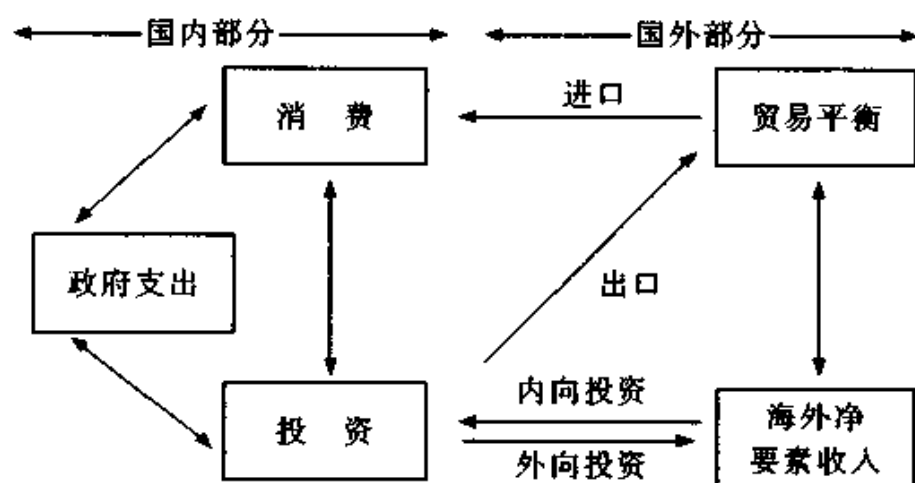 国内部分
国外部分
消 费
进口
贸易平衡
政府支出
出口
内向投资
投 资
海外净
要素收入
外向投资